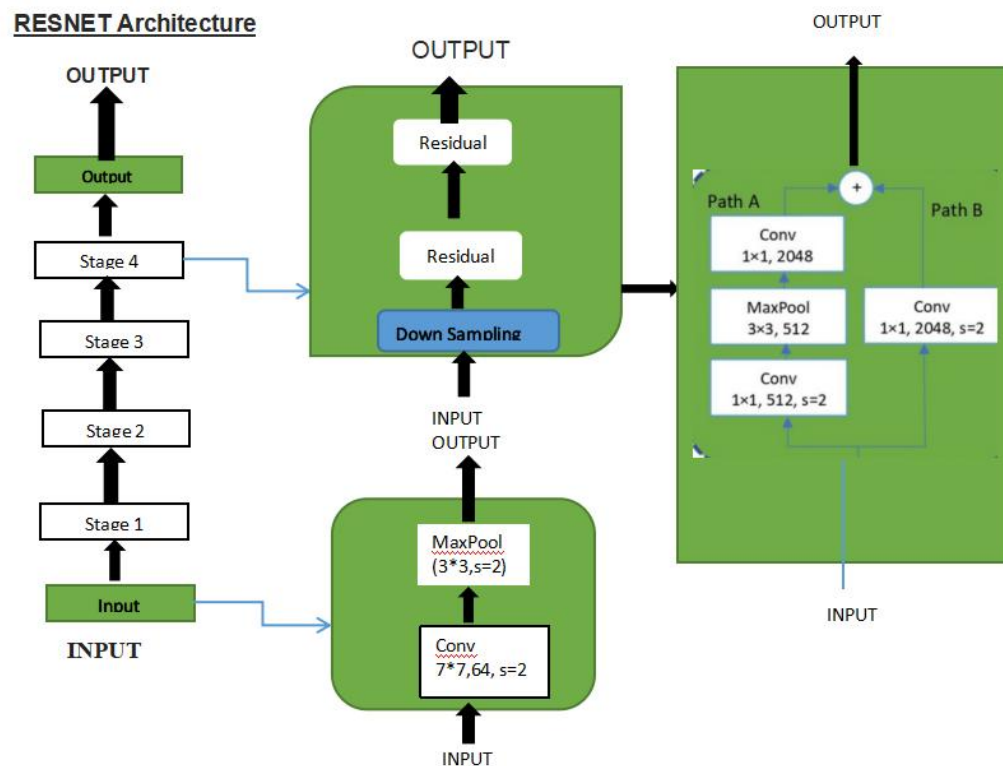 RESNET Architecture
OUTPUT
Output
Stage 4
Stage 3
Stage 2
Stage 1
Input
INPUT
OUTPUT
Residual
Residual
Down Sampling
INPUT
OUTPUT
MaxPool
(3*3,s=2)
Conv
7*7,64, s=2
INPUT
OUTPUT
+
Path A
Path B
Conv
1×1, 2048
MaxPool
3×3, 512
Conv
1×1, 512, s=2
Conv
1×1, 2048, s=2
INPUT